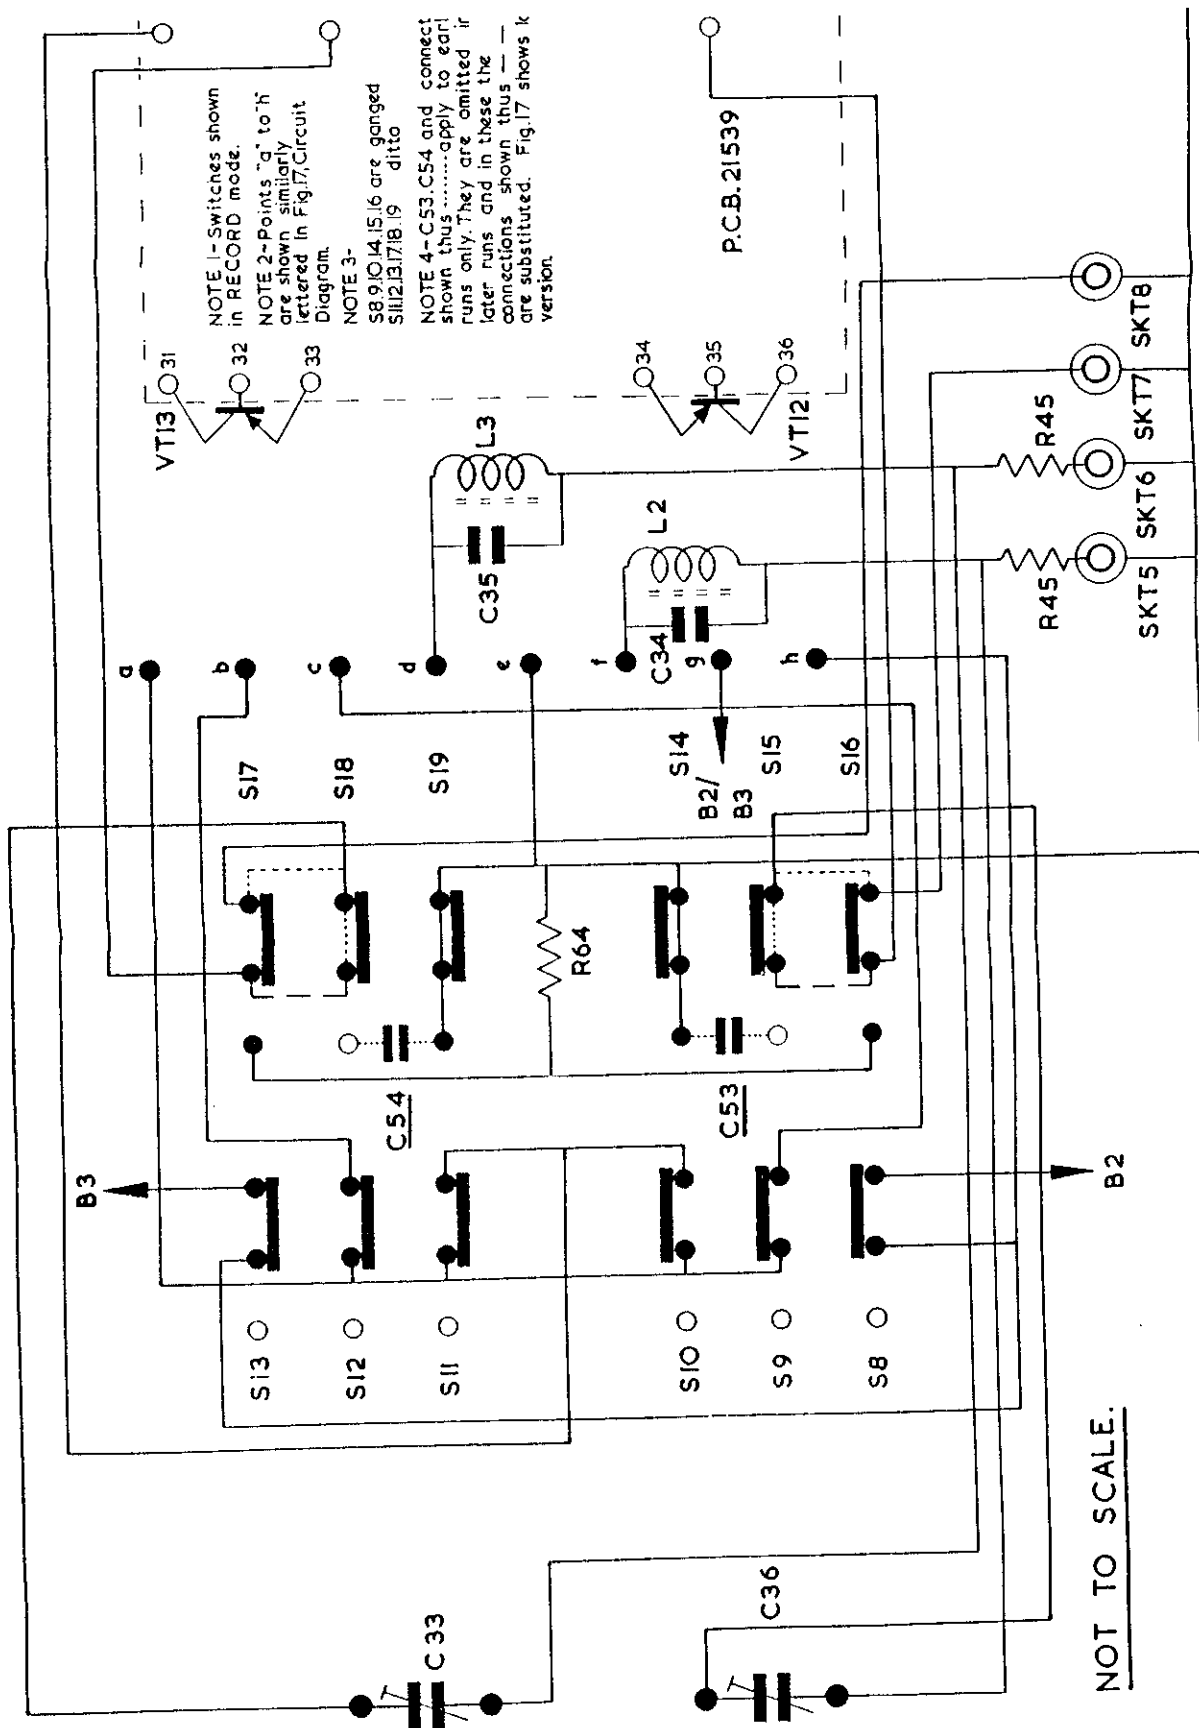 NOTE 1-Switches shown
in RECORD mode.
NOTE 2~Points "a" to "h"
are shown similarly
lettered in Fig.17,Circuit
Diagram.
NOTE 3-
S8.9.10.14.15.16 are ganged
S11.12.13.17.18.19 ditto
NOTE 4-C53.C54 and connect
shown thus ........apply to earl
runs only. They are omitted ir
later runs and in these the
connections shown thus — —
are substituted. Fig.17 shows
version.
P.C.B. 21539
31
32
33
VT13
34
35
36
VT12
L3
C35
L2
C34
R45
R45
SKT5
SKT6
SKT7
SKT8
a
b
c
d
e
f
g
h
S17
S18
S19
S14
S15
S16
B2/
B3
R64
C54
C53
B3
B2
S13
S12
S11
S10
S9
S8
C33
C36
NOT TO SCALE.